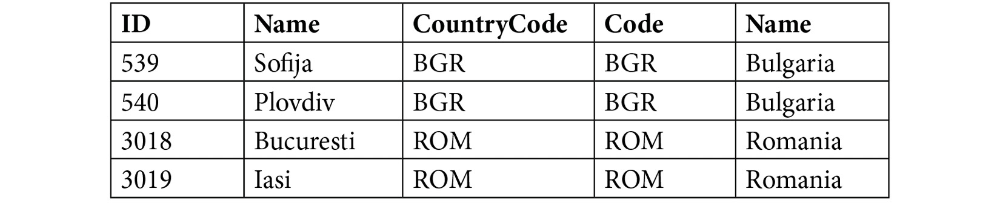 ID Name CountryCode Code Name
539 Sofija BGR BGR Bulgaria
540 Plovdiv BGR BGR Bulgaria
3018 Bucuresti ROM ROM Romania
3019 Iasi ROM ROM Romania